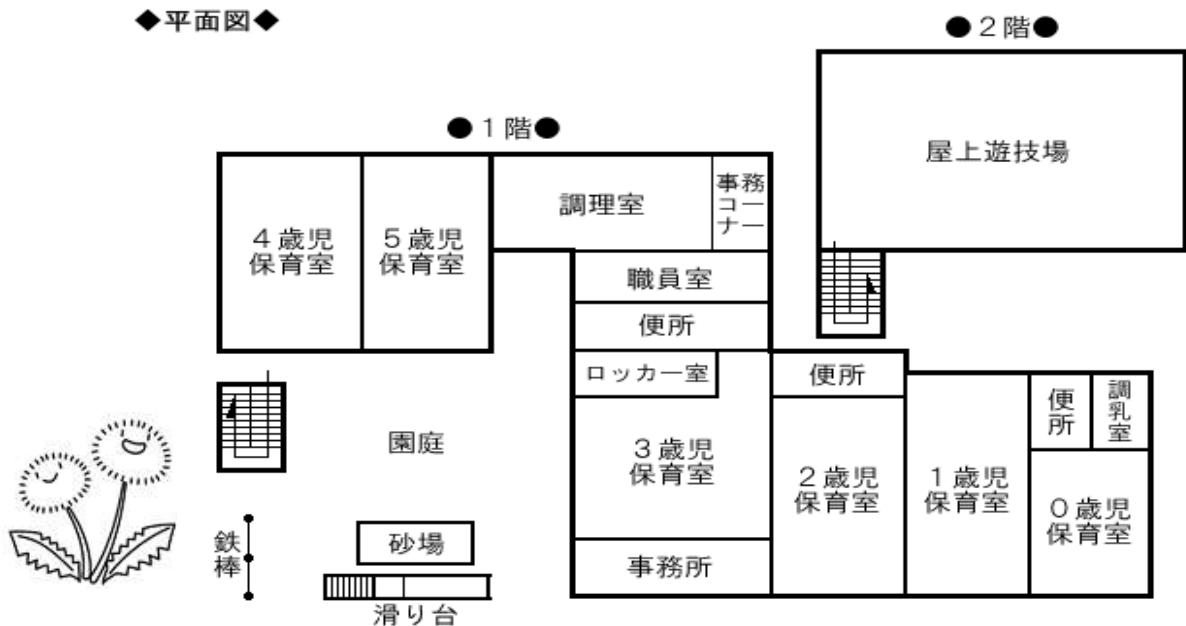 ◆平面図◆
●２階●
屋上遊技場
●１階●
４歳児
保育室
５歳児
保育室
調理室
事務
コーナー
職員室
便所
ロッカー室
３歳児
保育室
事務所
便所
２歳児
保育室
１歳児
保育室
便所
調乳室
０歳児
保育室
園庭
鉄棒
砂場
滑り台